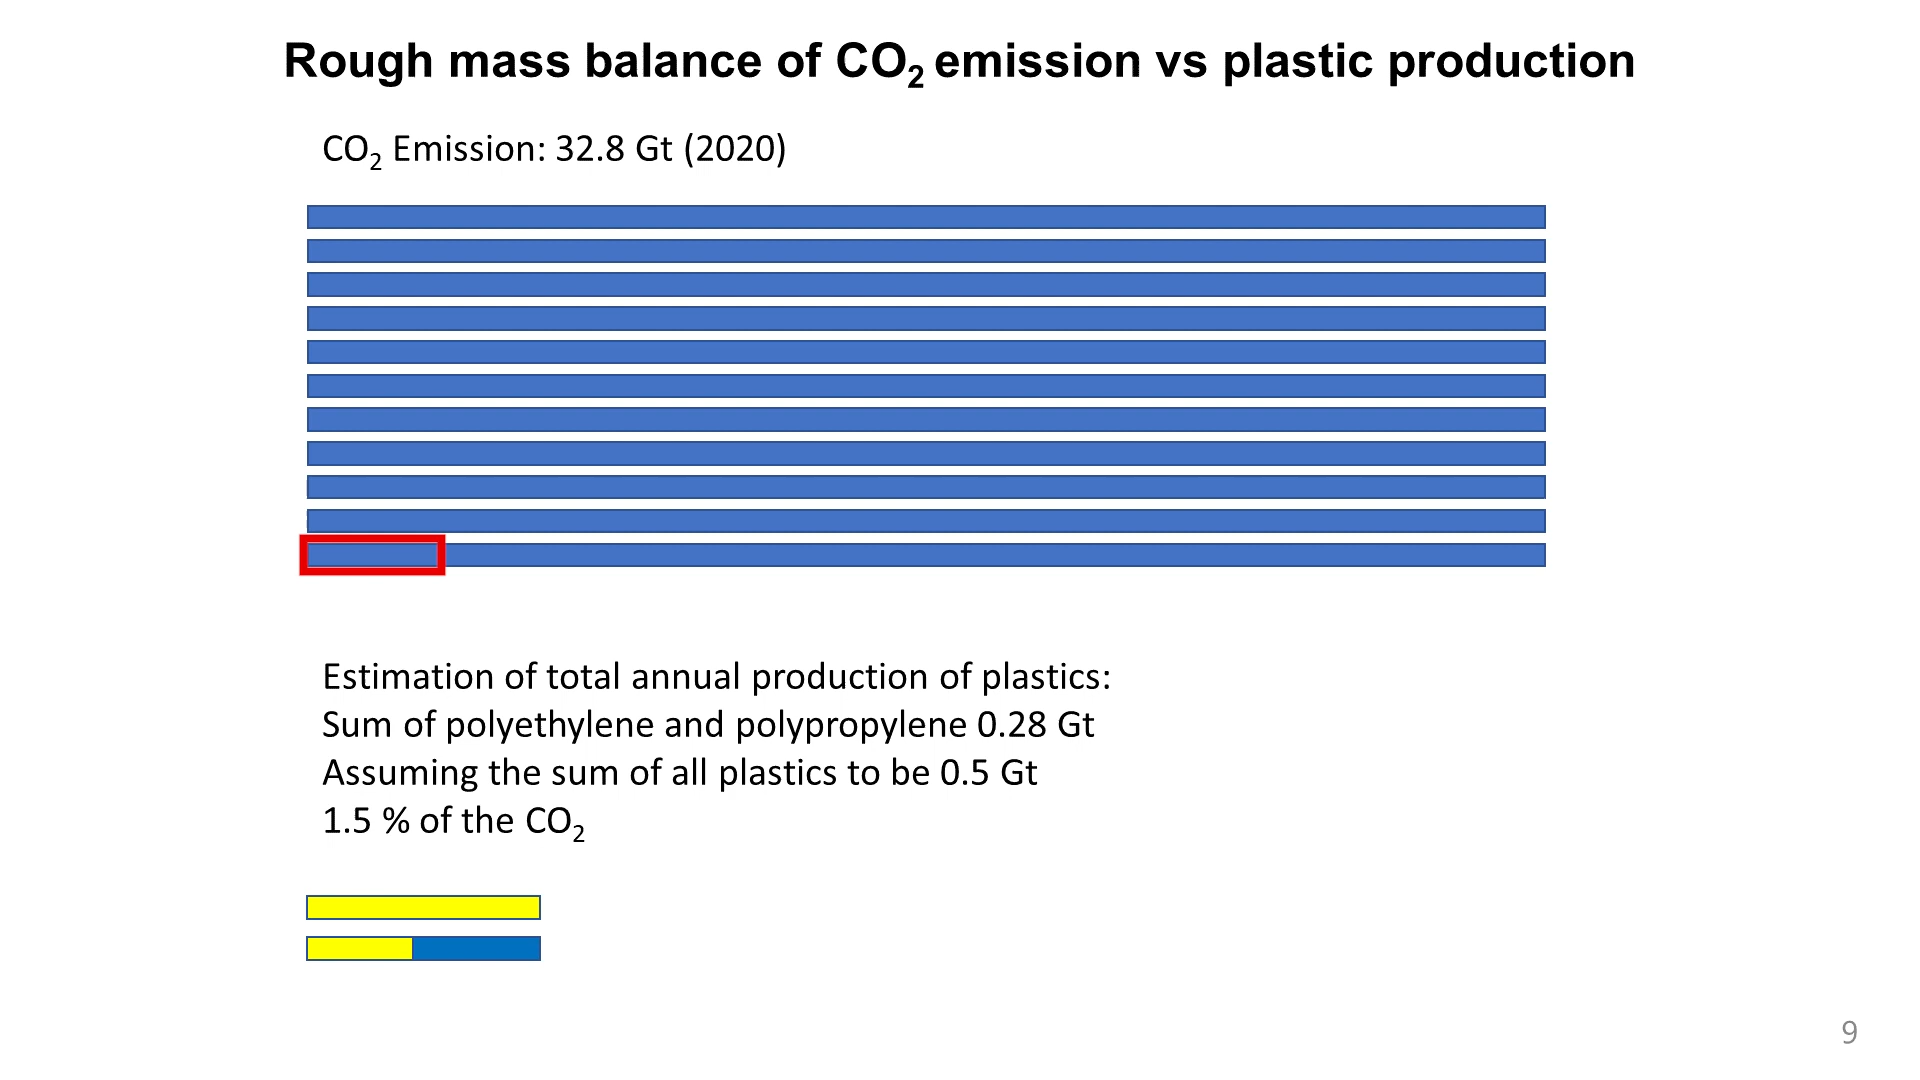 Rough mass balance of CO₂ emission vs plastic production
CO₂ Emission: 32.8 Gt (2020)
Estimation of total annual production of plastics:
Sum of polyethylene and polypropylene 0.28 Gt
Assuming the sum of all plastics to be 0.5 Gt
1.5 % of the CO₂
9